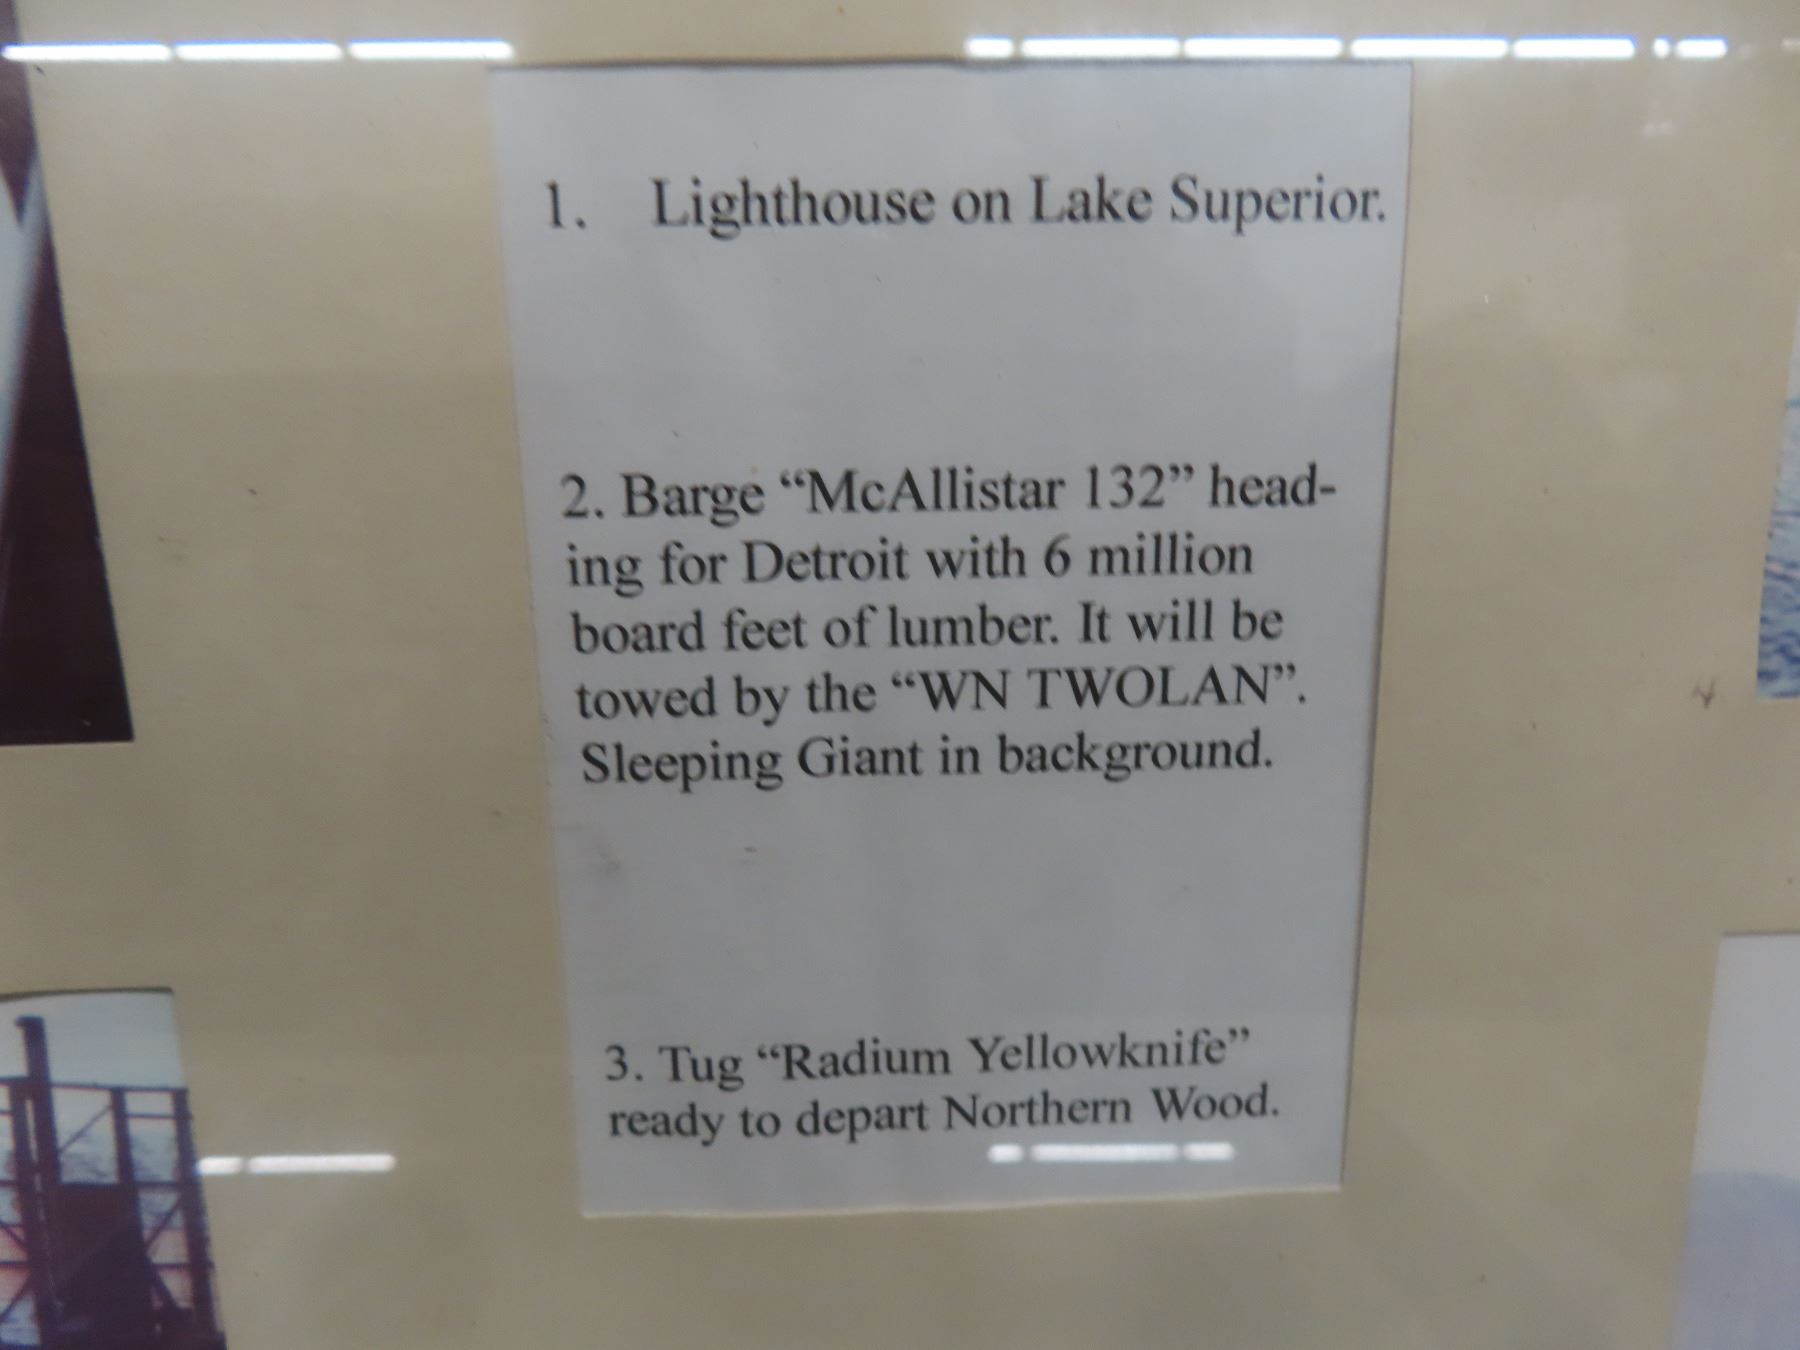 1. Lighthouse on Lake Superior.
2. Barge “McAllistar 132” head-
ing for Detroit with 6 million
board feet of lumber. It will be
towed by the “WN TWOLAN”.
Sleeping Giant in background.
3. Tug “Radium Yellowknife”
ready to depart Northern Wood.